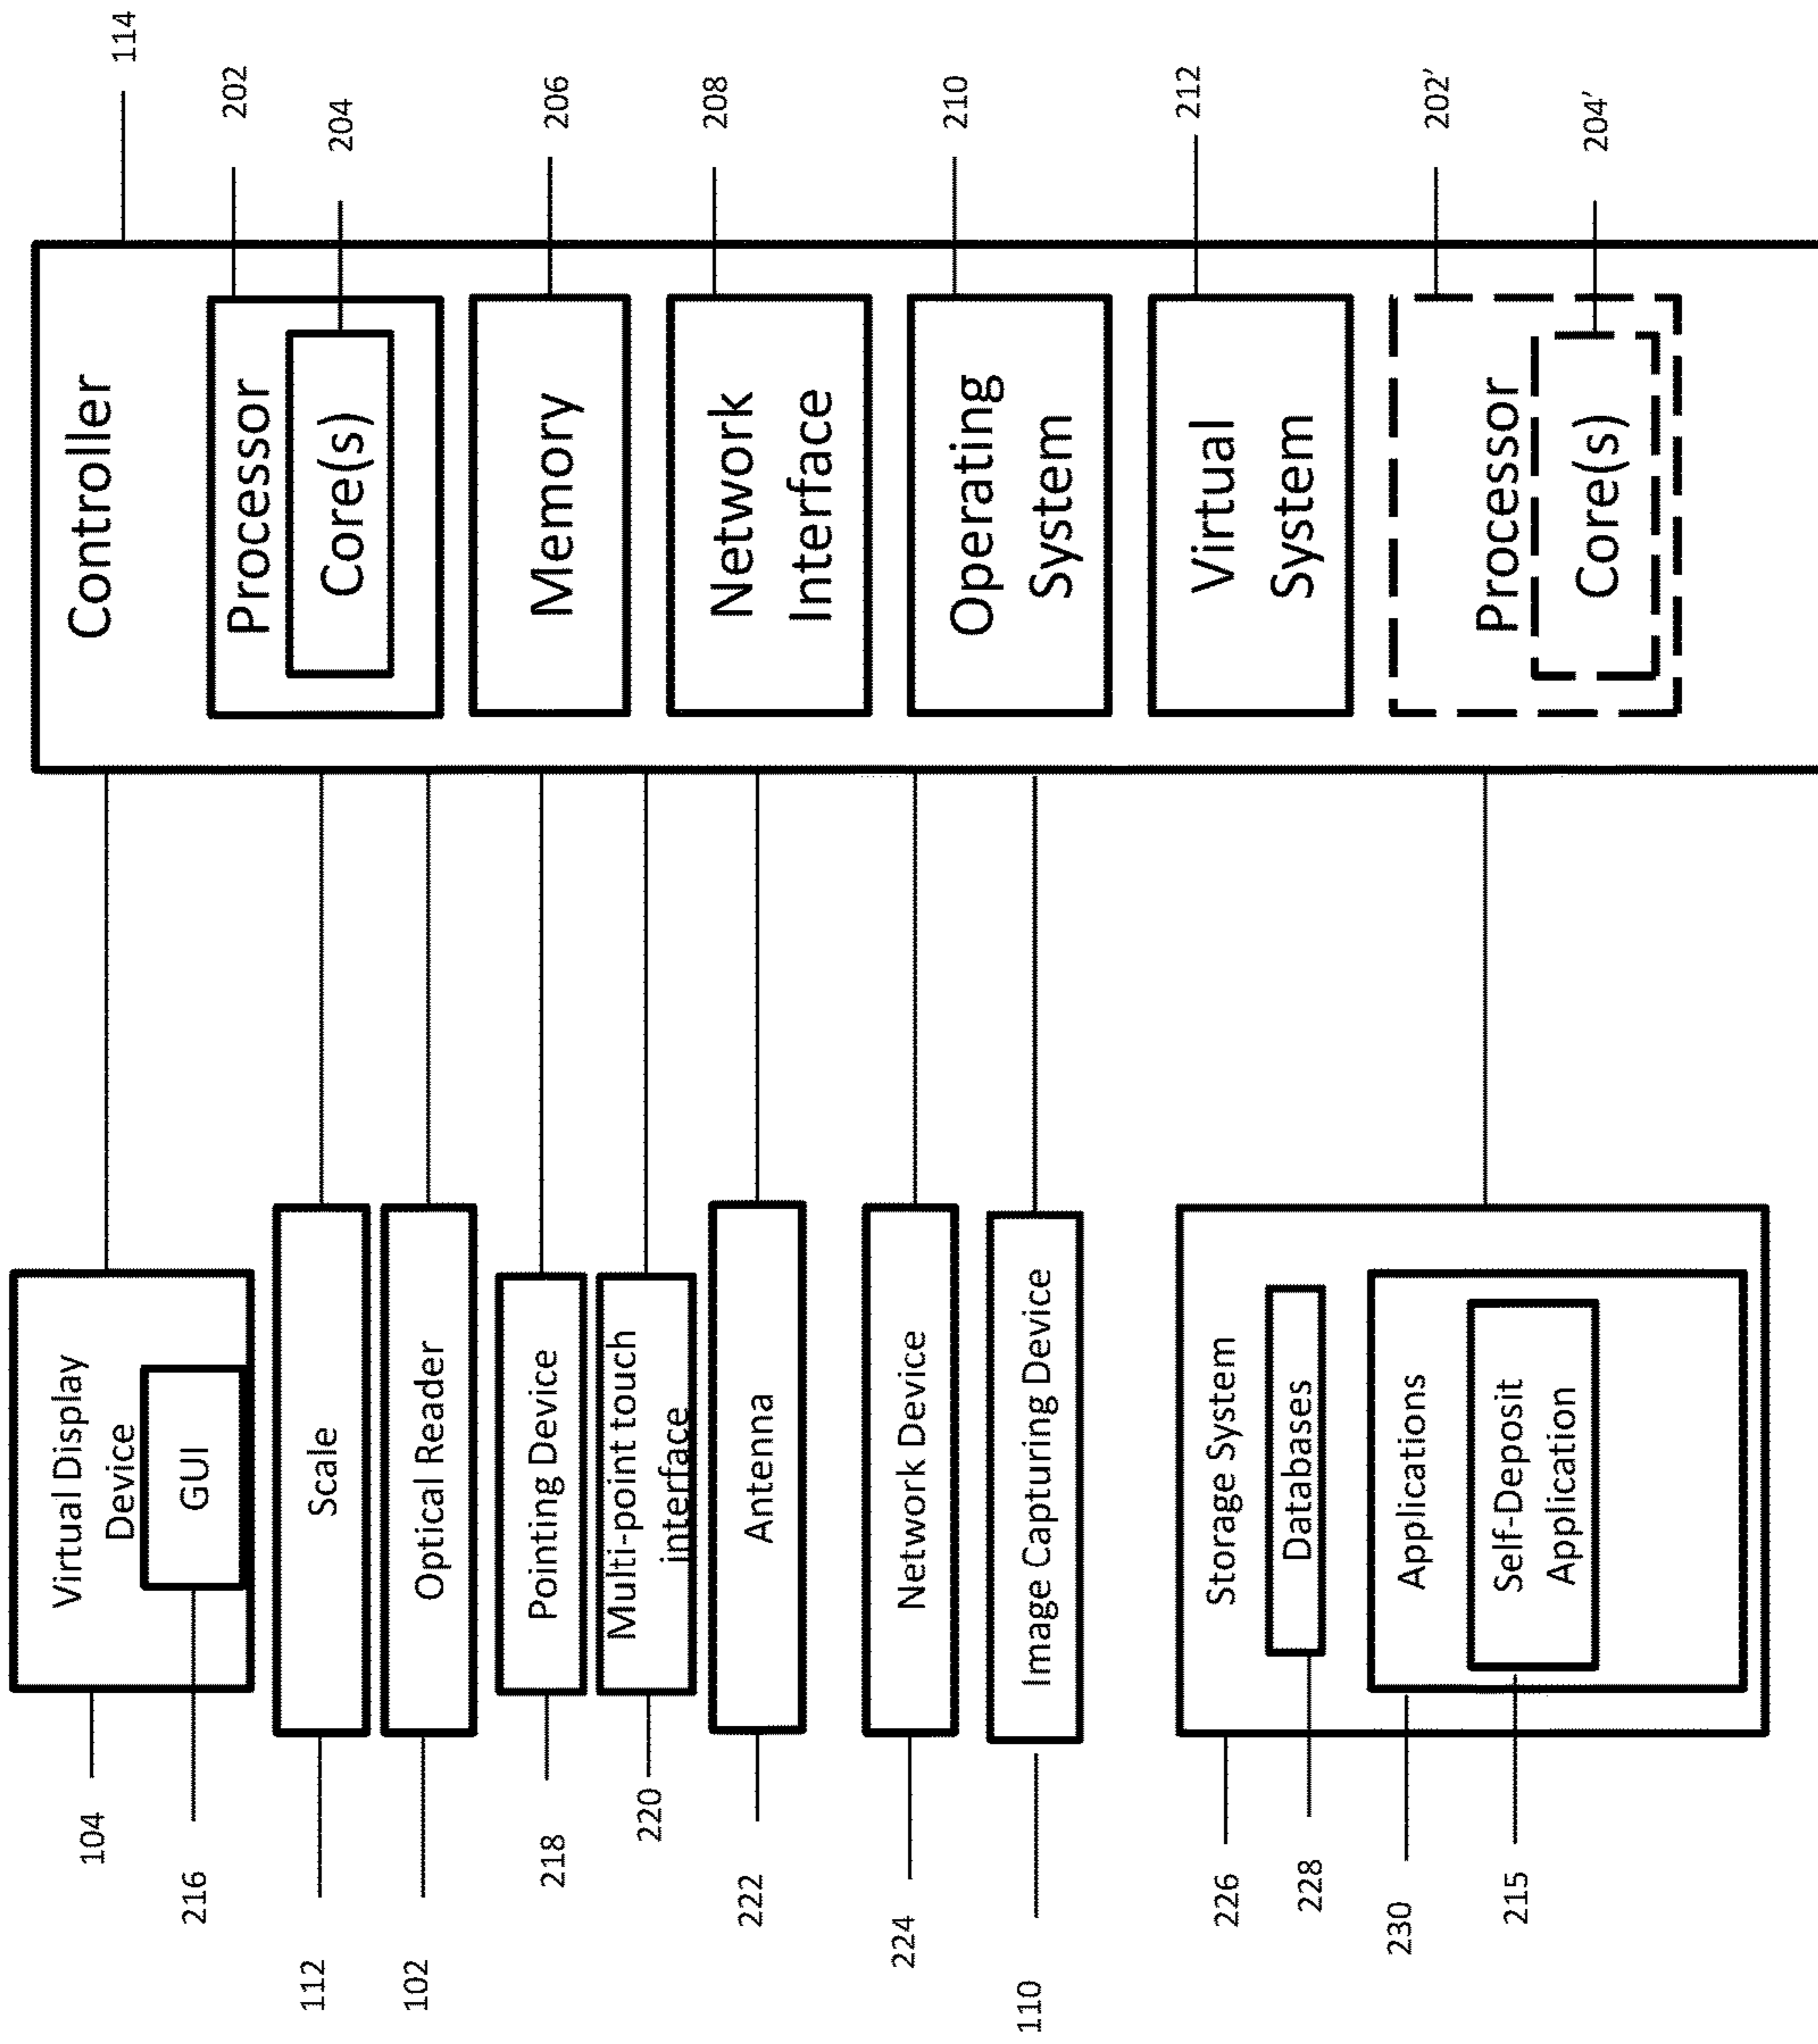 104
Virtual Display
Device
216
GUI
112
Scale
102
Optical Reader
218
Pointing Device
220
Multi-point touch
interface
222
Antenna
224
Network Device
110
Image Capturing Device
226
Storage System
228
Databases
230
Applications
215
Self-Deposit
Application
Controller
114
Processor
202
Core(s)
204
Memory
206
Network
Interface
208
Operating
System
210
Virtual
System
212
Processor
202'
Core(s)
204'